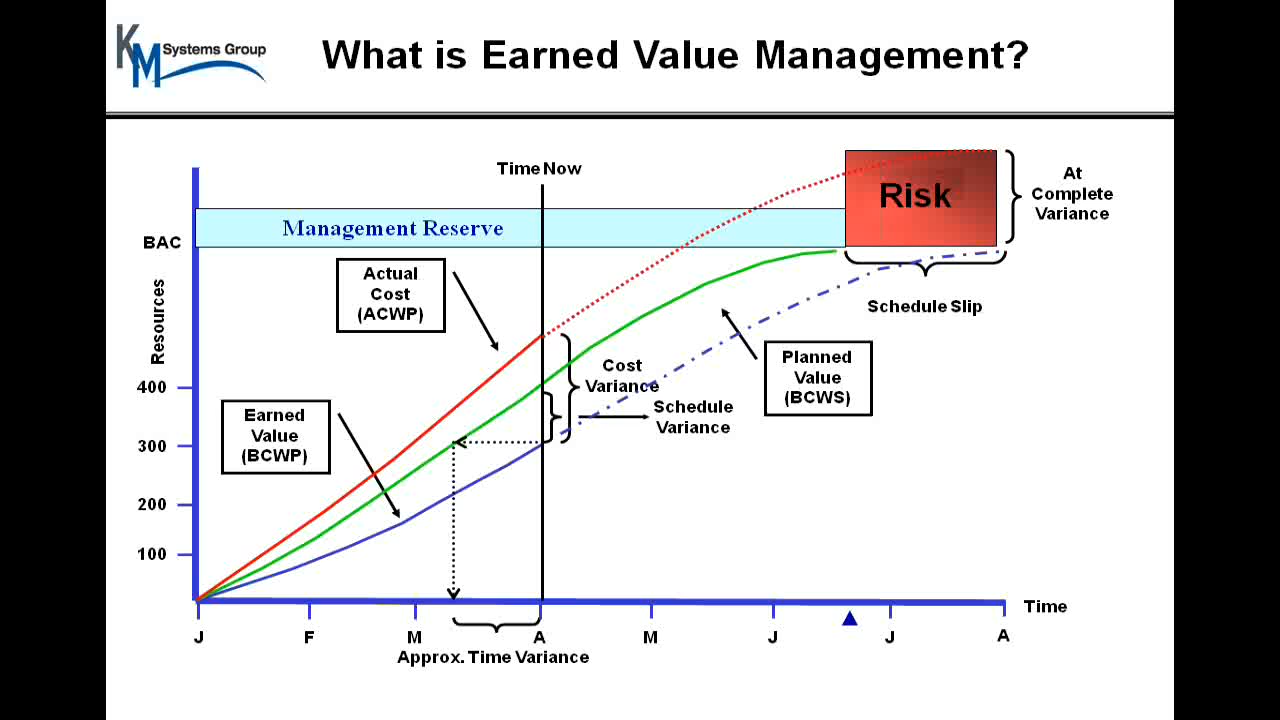 KM Systems Group
What is Earned Value Management?
Time Now
Risk
At
Complete
Variance
Management Reserve
BAC
Actual
Cost
(ACWP)
Resources
Schedule Slip
Cost
Variance
Planned
Value
(BCWS)
400
Earned
Value
(BCWP)
Schedule
Variance
300
200
100
Time
J F M A M J J A
Approx. Time Variance